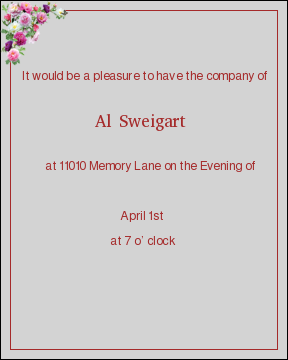 It would be a pleasure to have the company of
Al Sweigart
at 11010 Memory Lane on the Evening of
April 1st
at 7 o’ clock